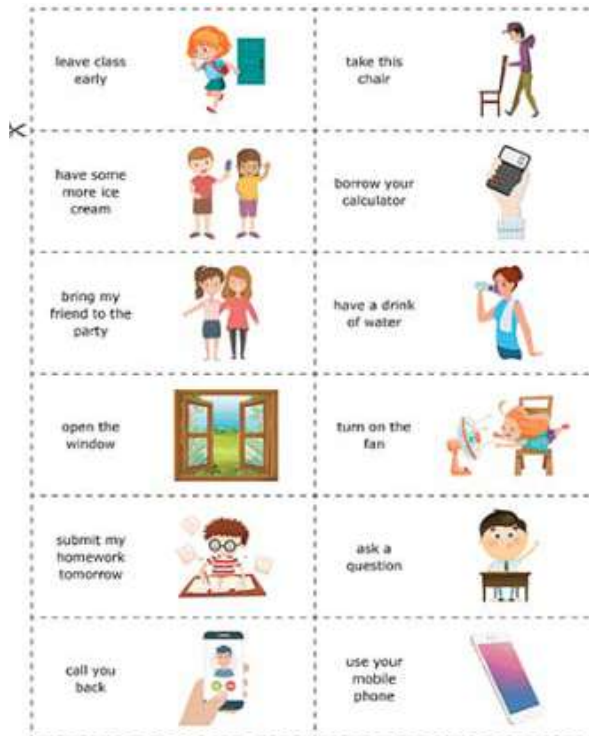 leave class
early
take this
chair
have some
more ice
cream
borrow your
calculator
bring my
friend to the
party
have a drink
of water
open the
window
turn on the
fan
submit my
homework
tomorrow
ask a
question
call you
back
use your
mobile
phone